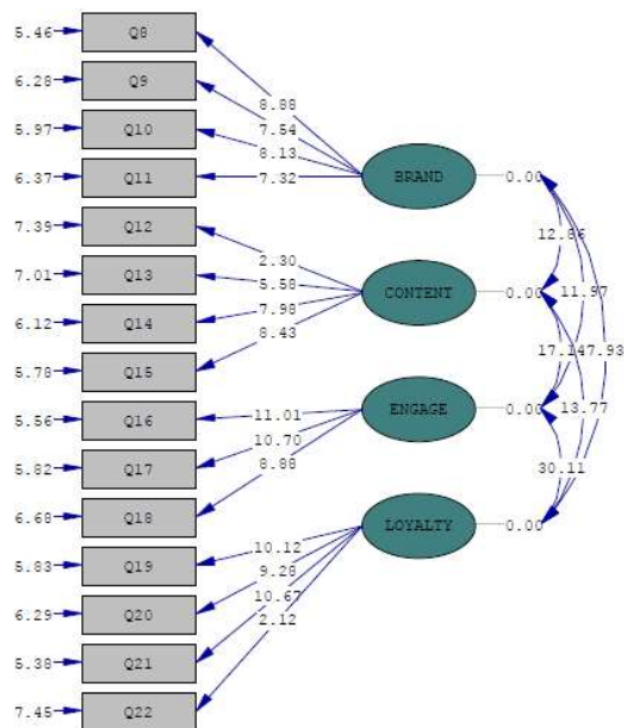 5.46 Q8
6.28 Q9
8.88
5.97 Q10
7.54
8.13
6.37 Q11 7.32 BRAND 0.00
7.39 Q12
12.86
2.30
7.01 Q13
5.58 CONTENT 0.00 11.97
6.12 Q14
7.98
8.43
5.78 Q15
17.14 7.93
5.56 Q16 11.01 ENGAGE 0.00 13.77
10.70
5.82 Q17
8.88
30.11
6.68 Q18
LOYALTY 0.00
10.12
5.83 Q19
9.28
10.67
6.29 Q20
2.12
5.38 Q21
7.45 Q22